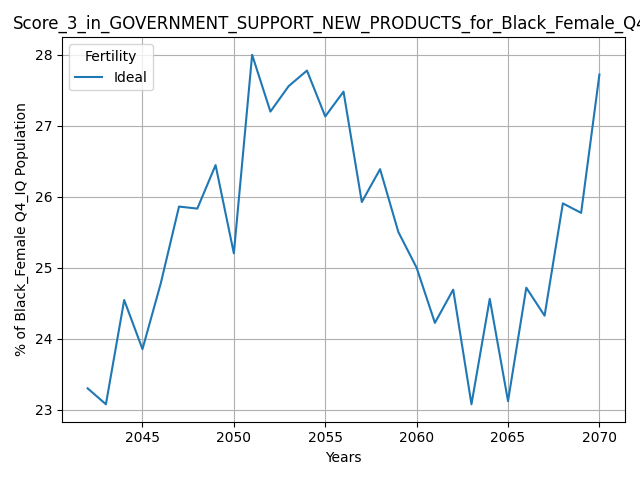 Score_3_in_GOVERNMENT_SUPPORT_NEW_PRODUCTS_for_Black_Female_Q4
Fertility
Ideal
28
27
26
25
24
23
% of Black_Female Q4_IQ Population
2045 2050 2055 2060 2065 2070
Years